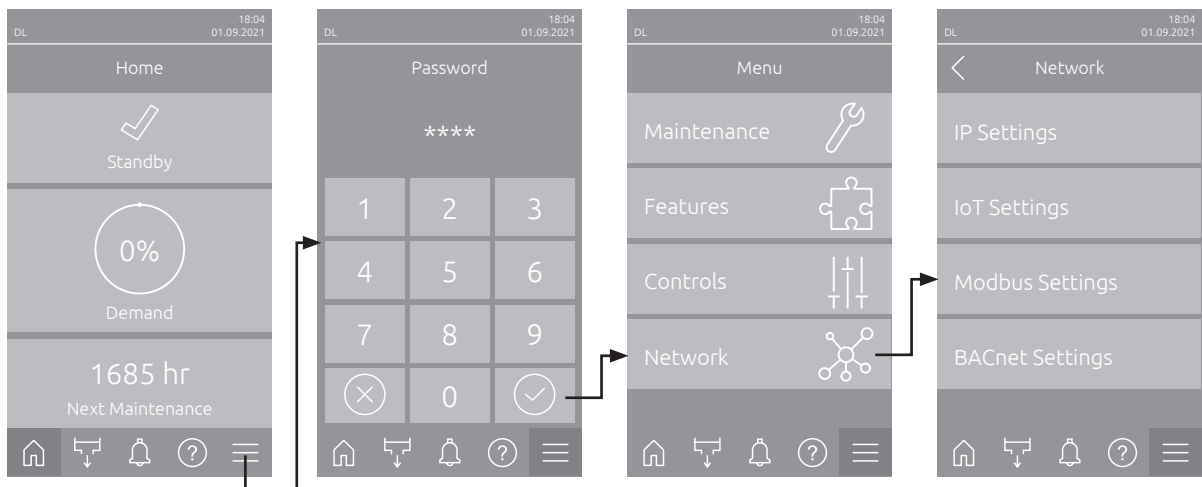 18:04
DL 01.09.2021
Home
Standby
0%
Demand
1685 hr
Next Maintenance
?
18:04
DL 01.09.2021
Password
****
1 2 3
4 5 6
7 8 9
0
?
18:04
DL 01.09.2021
Menu
Maintenance
Features
Controls
Network
?
18:04
DL 01.09.2021
Network
IP Settings
IoT Settings
Modbus Settings
BACnet Settings
?